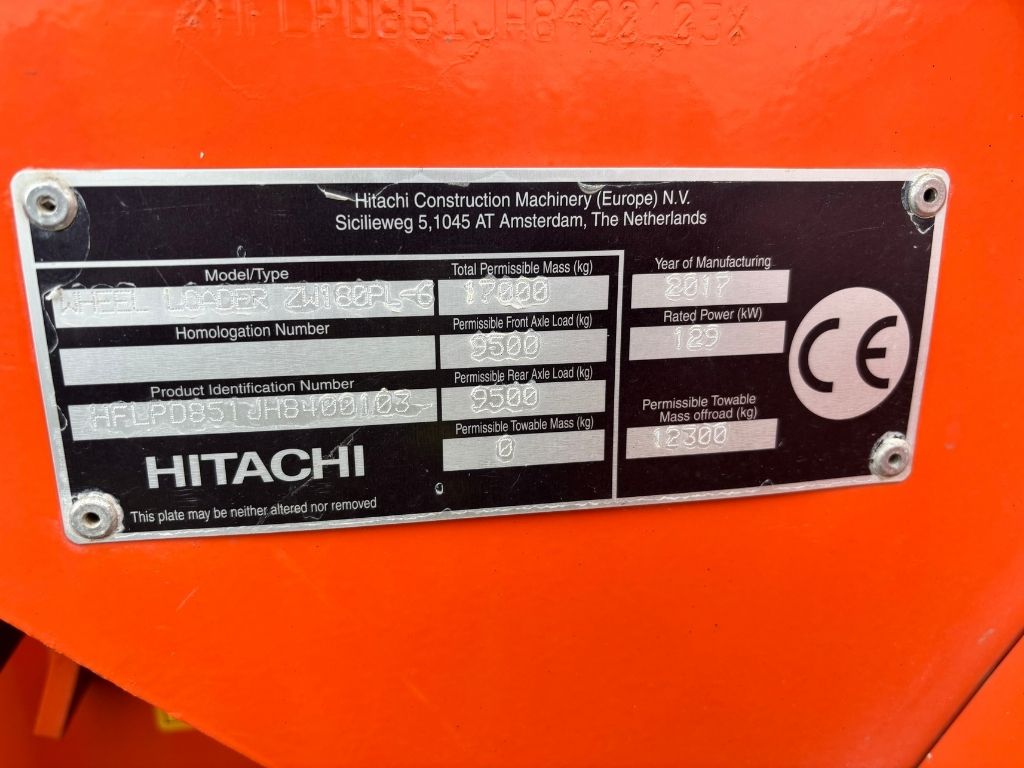 *HFLPD851JH8400103*
Hitachi Construction Machinery (Europe) N.V.
Sicilieweg 5,1045 AT Amsterdam, The Netherlands
Model/Type
WHEEL LOADER ZW180PL-6
Homologation Number
Product Identification Number
HFLPD851JH8400103
HITACHI
This plate may be neither altered nor removed
Total Permissible Mass (kg)
17000
Permissible Front Axle Load (kg)
9500
Permissible Rear Axle Load (kg)
9500
Permissible Towable Mass (kg)
0
Year of Manufacturing
2017
Rated Power (kW)
129
Permissible Towable
Mass offroad (kg)
12300
CE